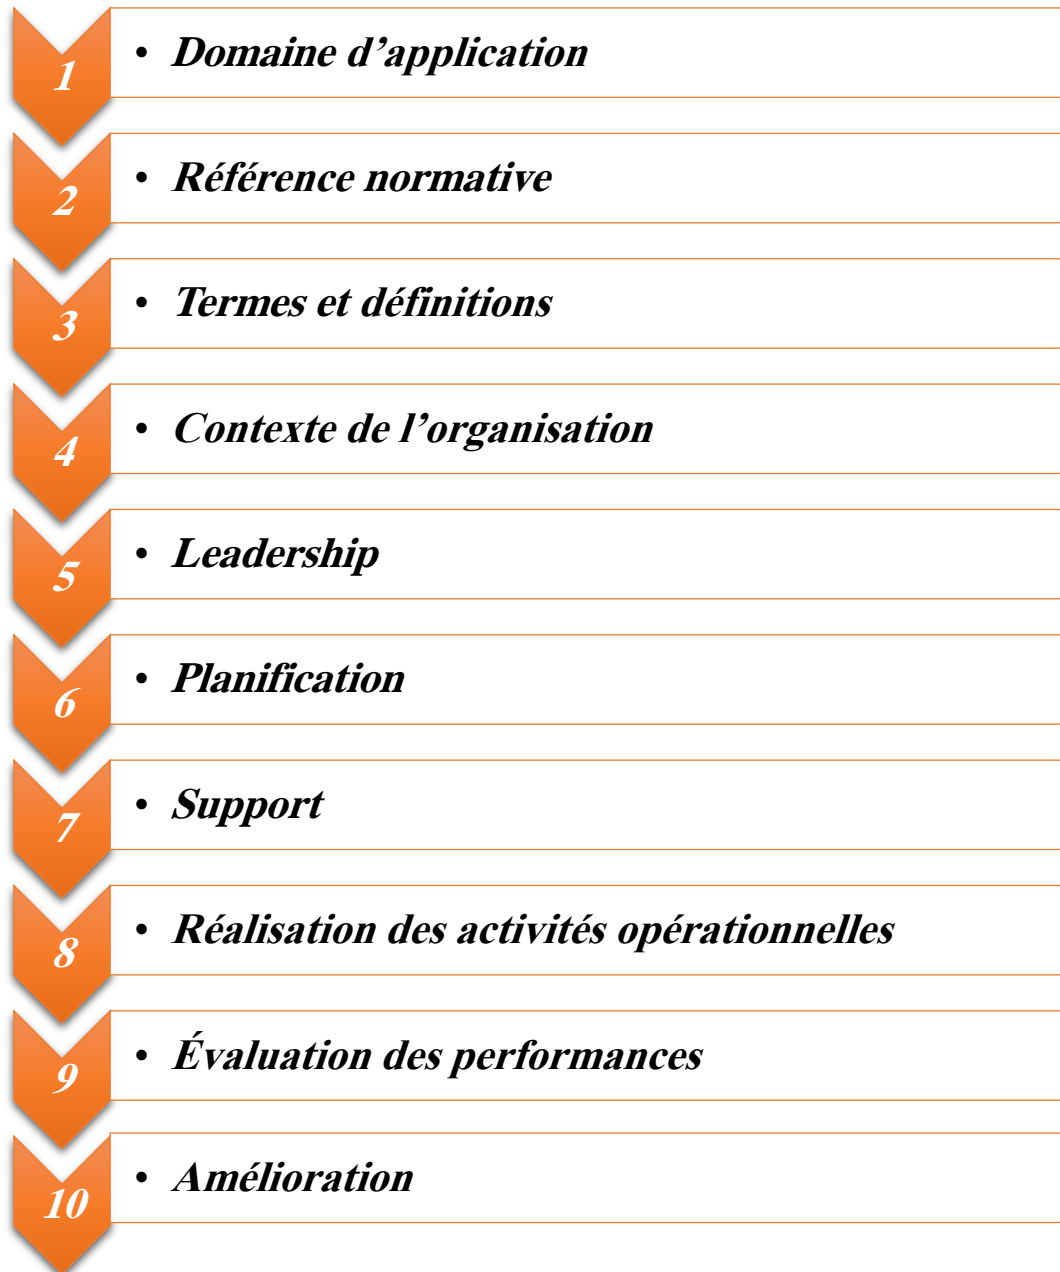 1 • Domaine d’application
2 • Référence normative
3 • Termes et définitions
4 • Contexte de l’organisation
5 • Leadership
6 • Planification
7 • Support
8 • Réalisation des activités opérationnelles
9 • Évaluation des performances
10 • Amélioration